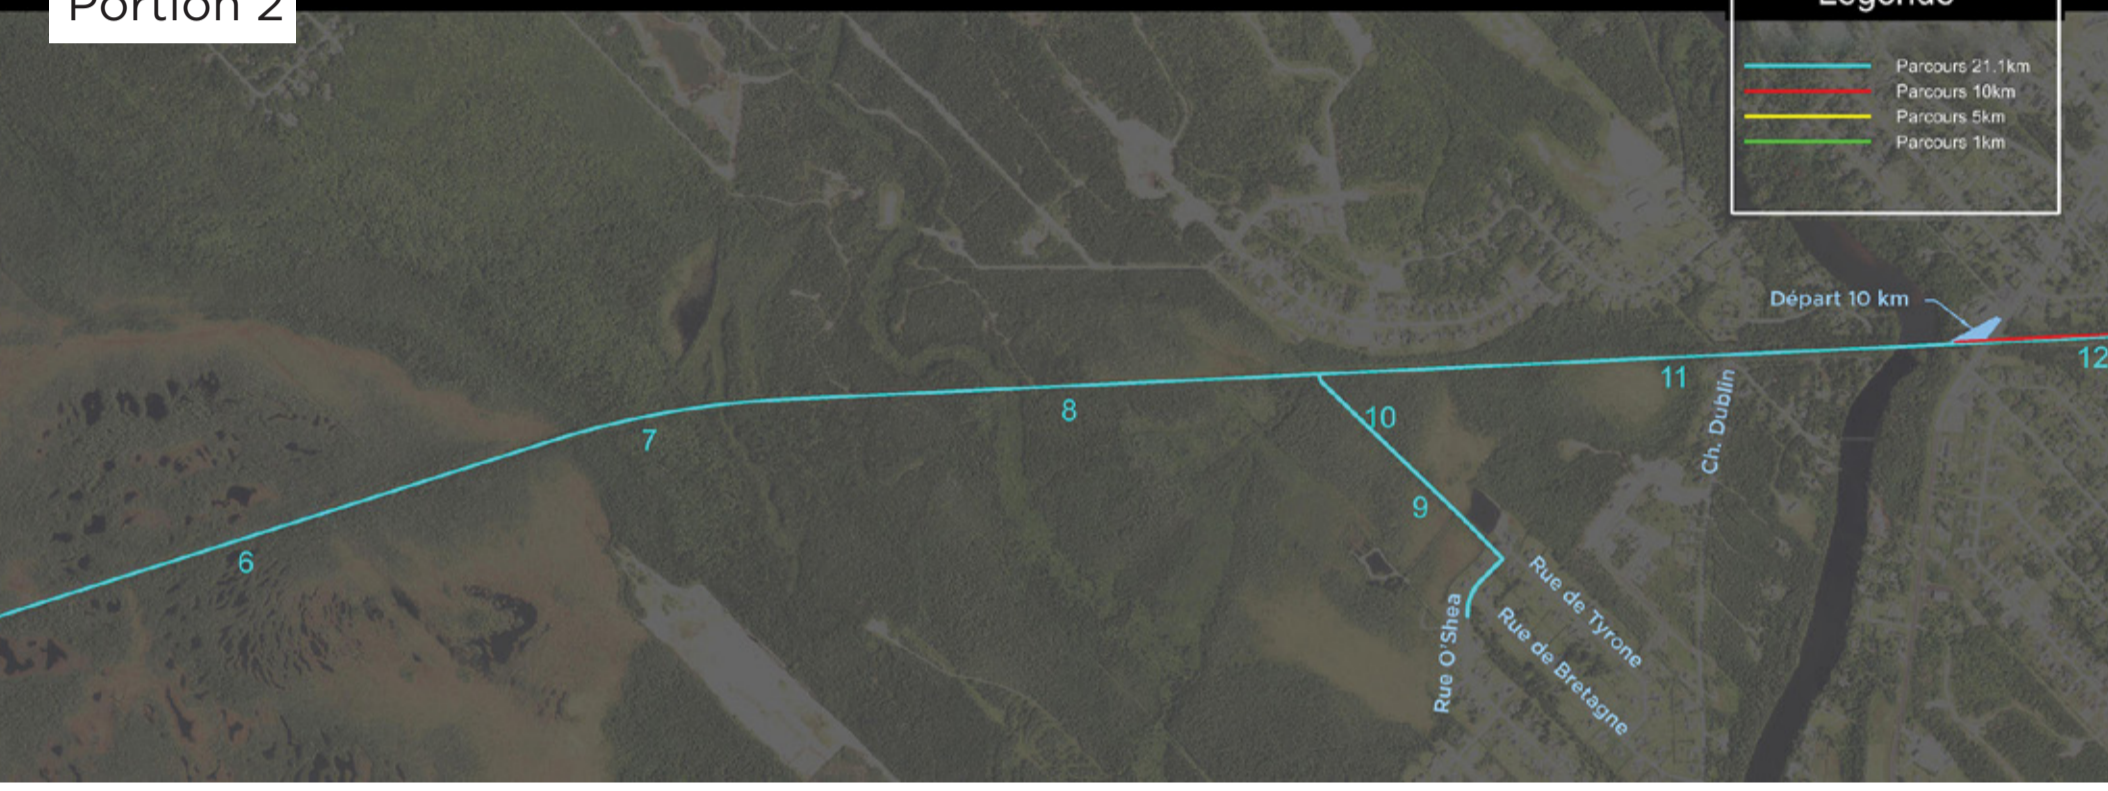 Portion 2
Légende
Parcours 21.1km
Parcours 10km
Parcours 5km
Parcours 1km
Départ 10 km
12
11
Ch. Dublin
10
8
7
9
6
Rue de Tyrone
Rue O'Shea
Rue de Bretagne